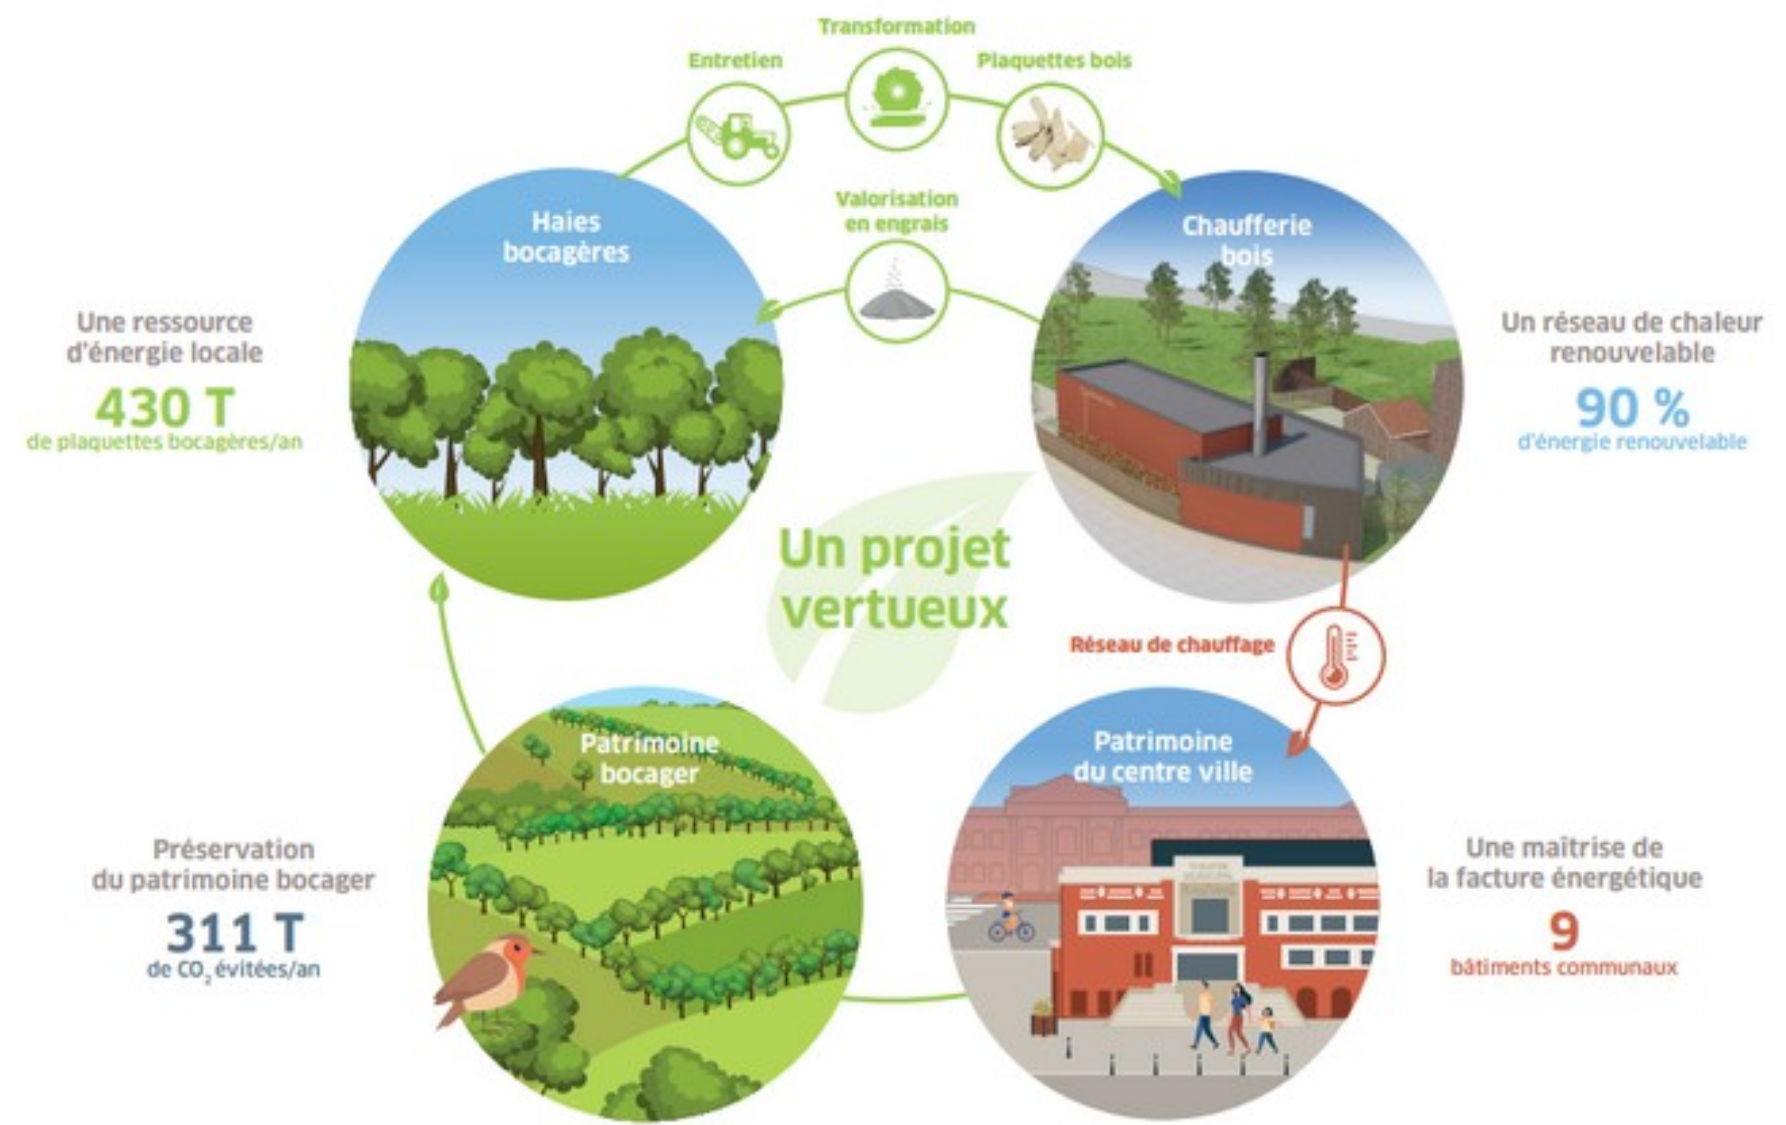 Transformation
Entretien
Plaquettes bois
Valorisation
en engrais
Haies
bocagères
Chaufferie
bois
Une ressource
d'énergie locale
430 T
de plaquettes bocagères/an
Un réseau de chaleur
renouvelable
90 %
d'énergie renouvelable
Un projet
vertueux
Réseau de chauffage
Patrimoine
bocager
Patrimoine
du centre ville
Préservation
du patrimoine bocager
311 T
de CO₂ évitées/an
THEATRE
MUNICIPAL
Une maîtrise de
la facture énergétique
9
bâtiments communaux